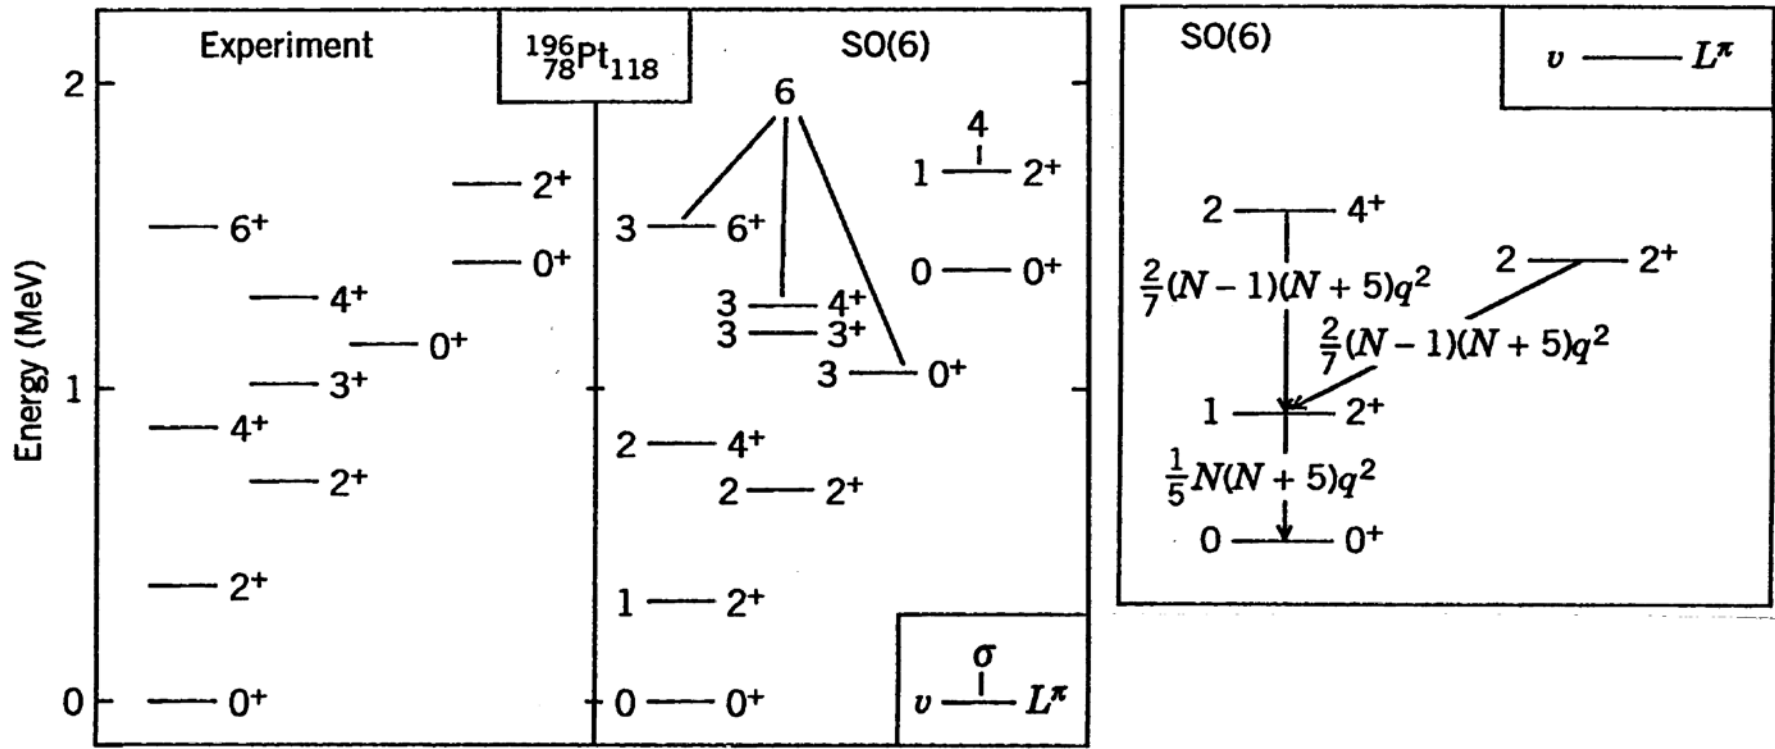 Experiment
¹⁹⁶₇₈Pt₁₁₈
SO(6)
Energy (MeV)
2
1
0
6⁺
4⁺
2⁺
0⁺
4⁺
3⁺
2⁺
0⁺
2⁺
0⁺
6
4
1 2⁺
3 6⁺
0 0⁺
3 4⁺
3 3⁺
3 0⁺
2 4⁺
2 2⁺
1 2⁺
0 0⁺
σ
v L^π
SO(6)
v L^π
2 4⁺
2 2⁺
2/7(N − 1)(N + 5)q²
2/7(N − 1)(N + 5)q²
1 2⁺
1/5N(N + 5)q²
0 0⁺